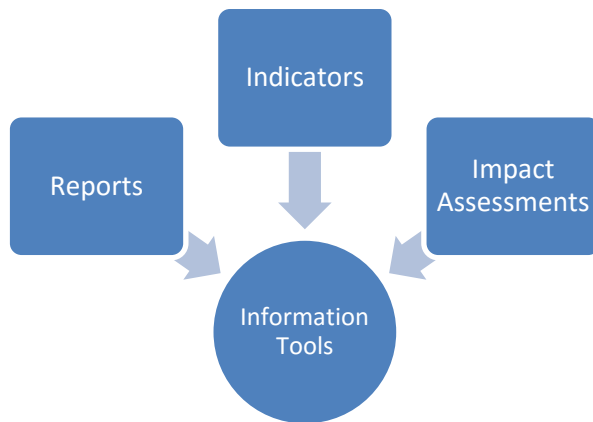 Indicators
Reports
Impact
Assessments
Information
Tools